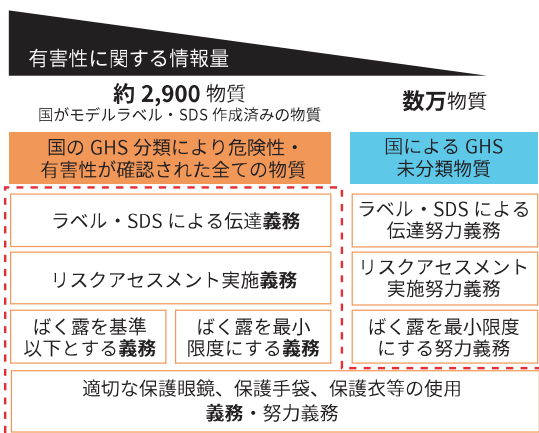 有害性に関する情報量
約 2,900 物質
国がモデルラベル・SDS 作成済みの物質
数万物質
国の GHS 分類により危険性・
有害性が確認された全ての物質
国による GHS
未分類物質
ラベル・SDS による伝達義務
ラベル・SDS による
伝達努力義務
リスクアセスメント実施義務
リスクアセスメント
実施努力義務
ばく露を基準
以下とする義務
ばく露を最小
限度にする義務
ばく露を最小限度
にする努力義務
適切な保護眼鏡、保護手袋、保護衣等の使用
義務・努力義務